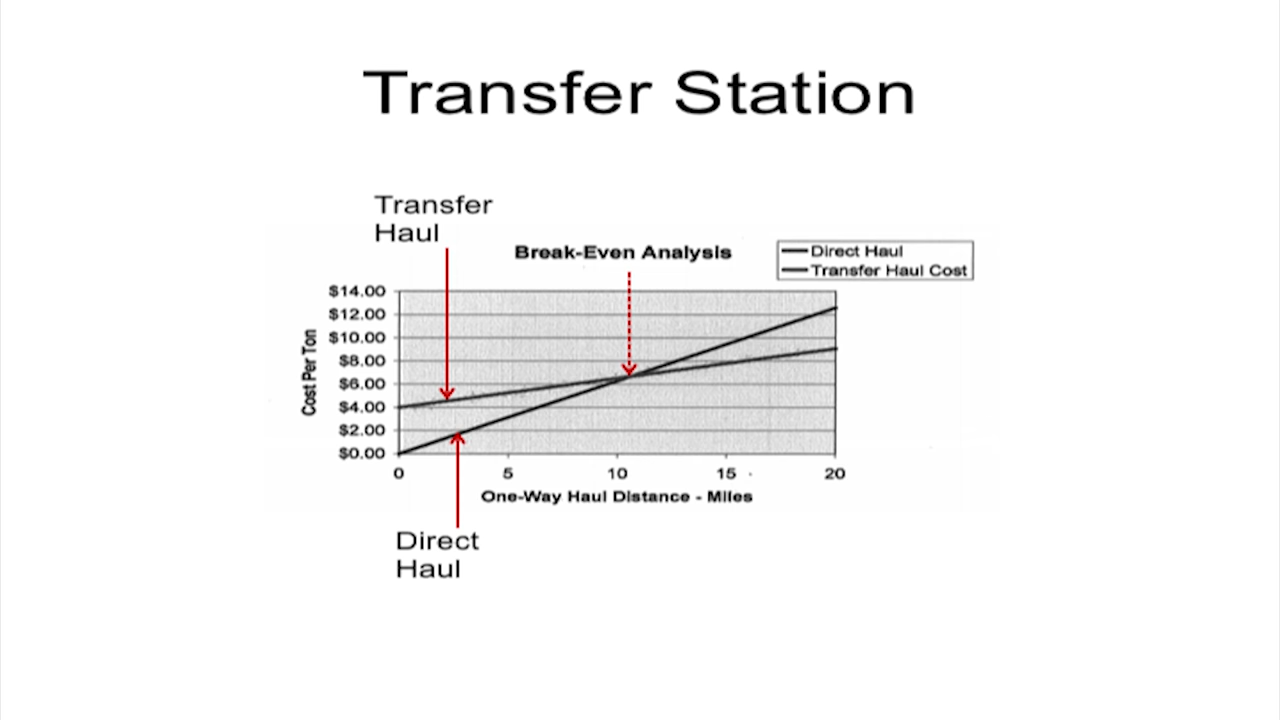 Transfer Station
Transfer
Haul
Break-Even Analysis
Direct Haul
Transfer Haul Cost
$14.00
$12.00
$10.00
$8.00
$6.00
$4.00
$2.00
$0.00
Cost Per Ton
0 5 10 15 20
One-Way Haul Distance - Miles
Direct
Haul